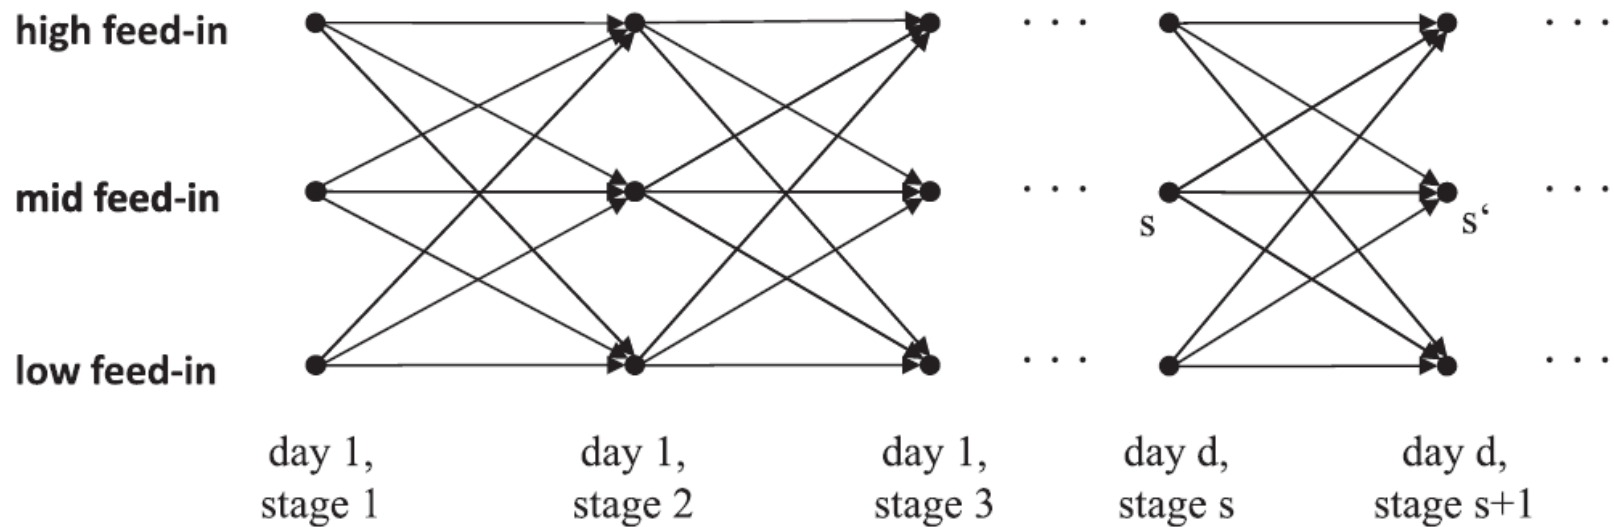 high feed-in
. . .
. . .
mid feed-in
. . .
. . .
s
s‘
low feed-in
. . .
. . .
day 1,
stage 1
day 1,
stage 2
day 1,
stage 3
day d,
stage s
day d,
stage s+1